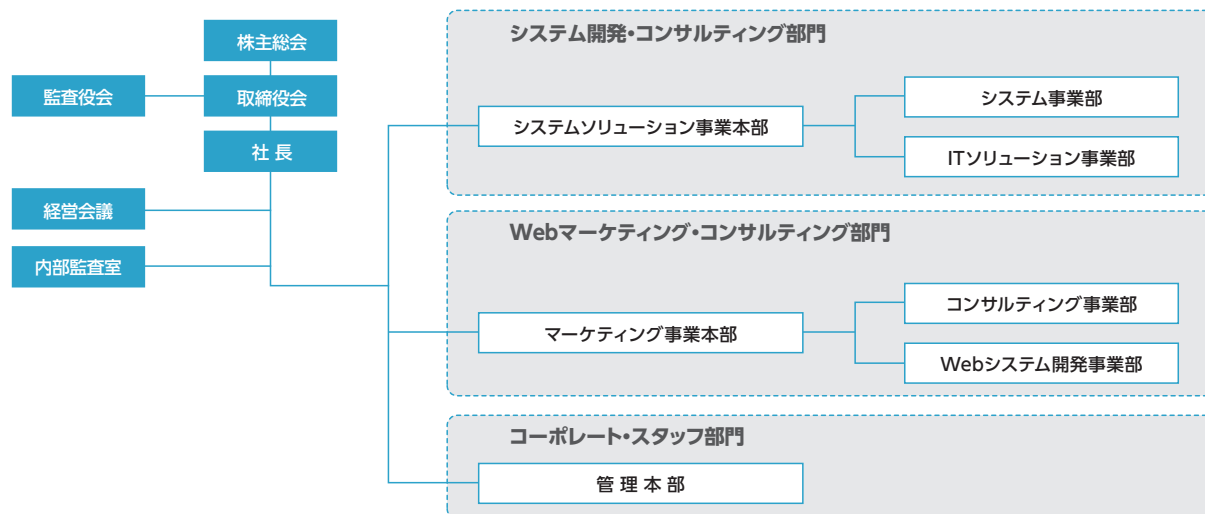 株主総会
監査役会
取締役会
社 長
経営会議
内部監査室
システム開発・コンサルティング部門
システムソリューション事業本部
システム事業部
ITソリューション事業部
Webマーケティング・コンサルティング部門
マーケティング事業本部
コンサルティング事業部
Webシステム開発事業部
コーポレート・スタッフ部門
管 理 本 部